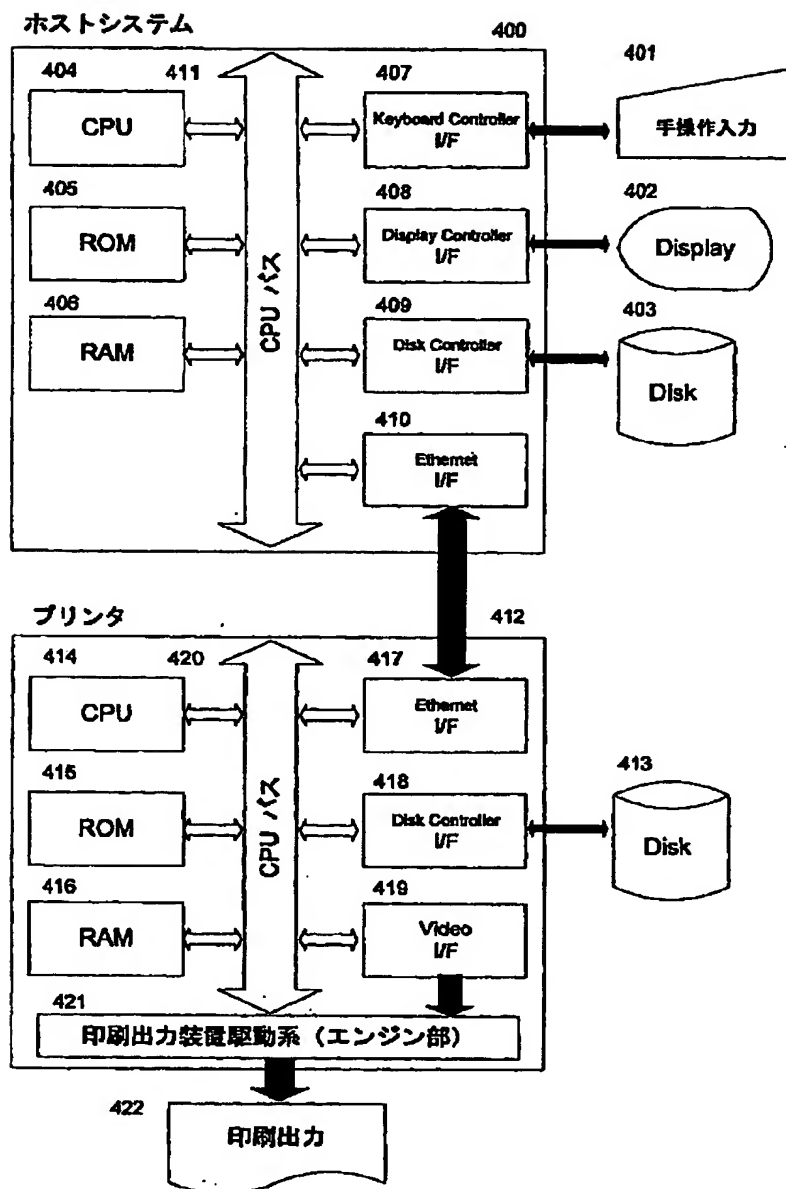 ホストシステム
400
404
411
407
401
CPU
Keyboard Controller
I/F
手操作入力
405
408
402
ROM
Display Controller
I/F
Display
406
409
403
RAM
CPU バス
Disk Controller
I/F
Disk
410
Ethernet
I/F
プリンタ
412
414
420
417
CPU
Ethernet
I/F
415
418
413
ROM
CPU バス
Disk Controller
I/F
Disk
416
419
RAM
Video
I/F
421
印刷出力装置駆動系（エンジン部）
422
印刷出力